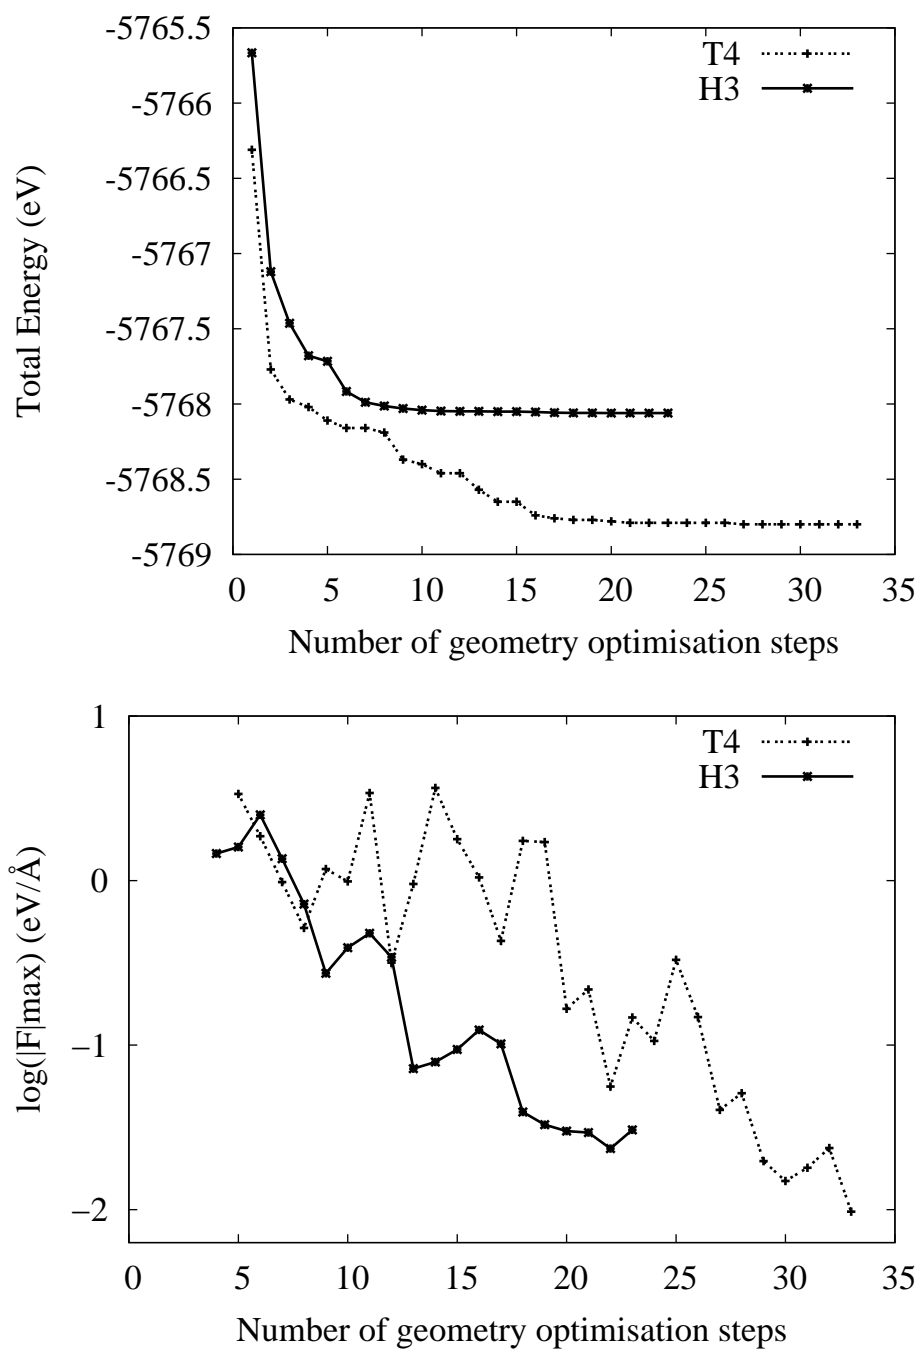 -5765.5
-5766
-5766.5
-5767
-5767.5
-5768
-5768.5
-5769
Total Energy (eV)
T4
H3
0 5 10 15 20 25 30 35
Number of geometry optimisation steps
1
0
−1
−2
log(|F|max) (eV/Å)
T4
H3
0 5 10 15 20 25 30 35
Number of geometry optimisation steps